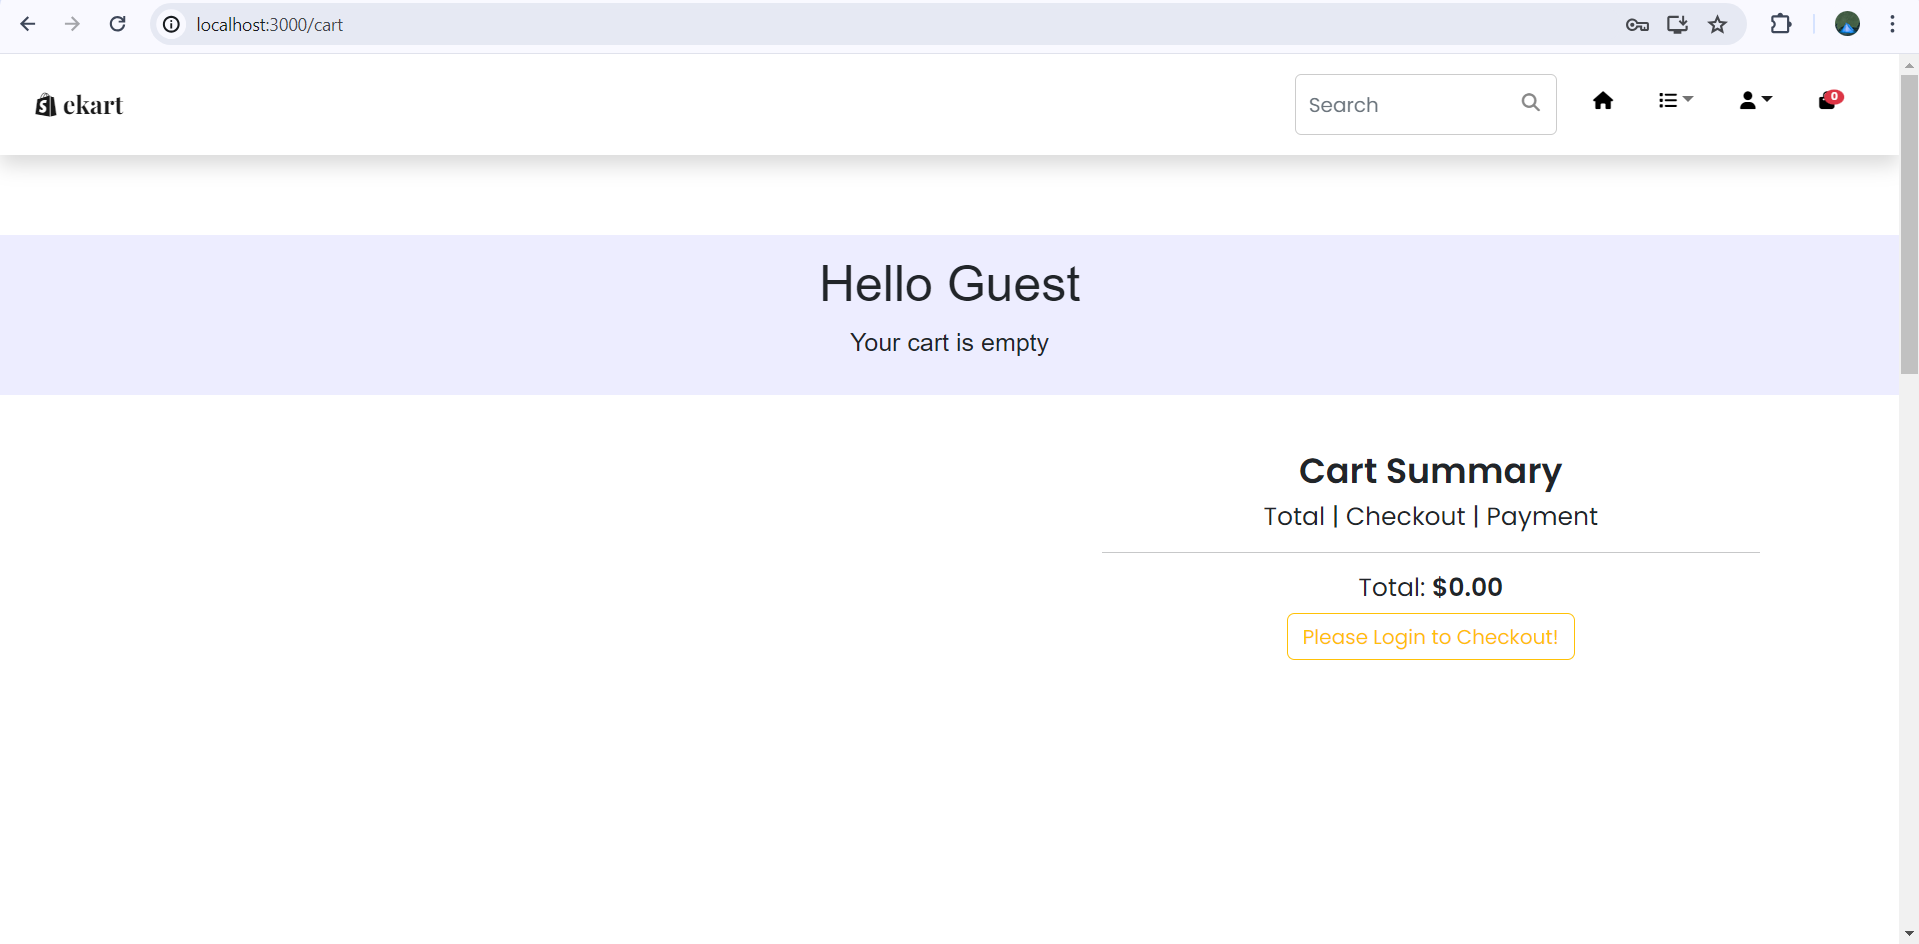 localhost:3000/cart
ekart
Search
0
Hello Guest
Your cart is empty
Cart Summary
Total | Checkout | Payment
Total: $0.00
Please Login to Checkout!